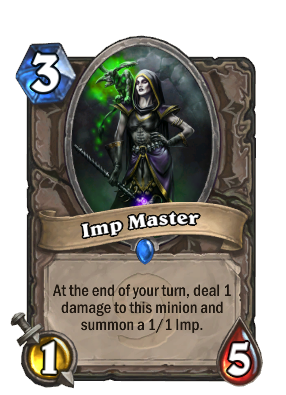 3
Imp Master
At the end of your turn, deal 1
damage to this minion and
summon a 1/1 Imp.
1
5